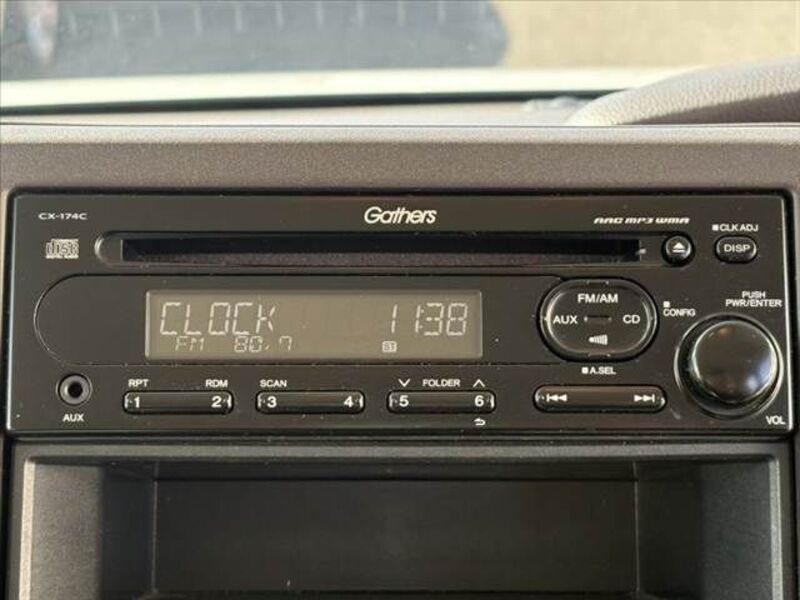 CX-174C Gathers AAC MP3 WMA CLK ADJ
DISC DISP
PUSH
PWR/ENTER
FM/AM
CONFIG
AUX CD
CLOCK 11:38
FM 80.7 ST
A.SEL
RPT RDM SCAN FOLDER
1 2 3 4 5 6
AUX VOL